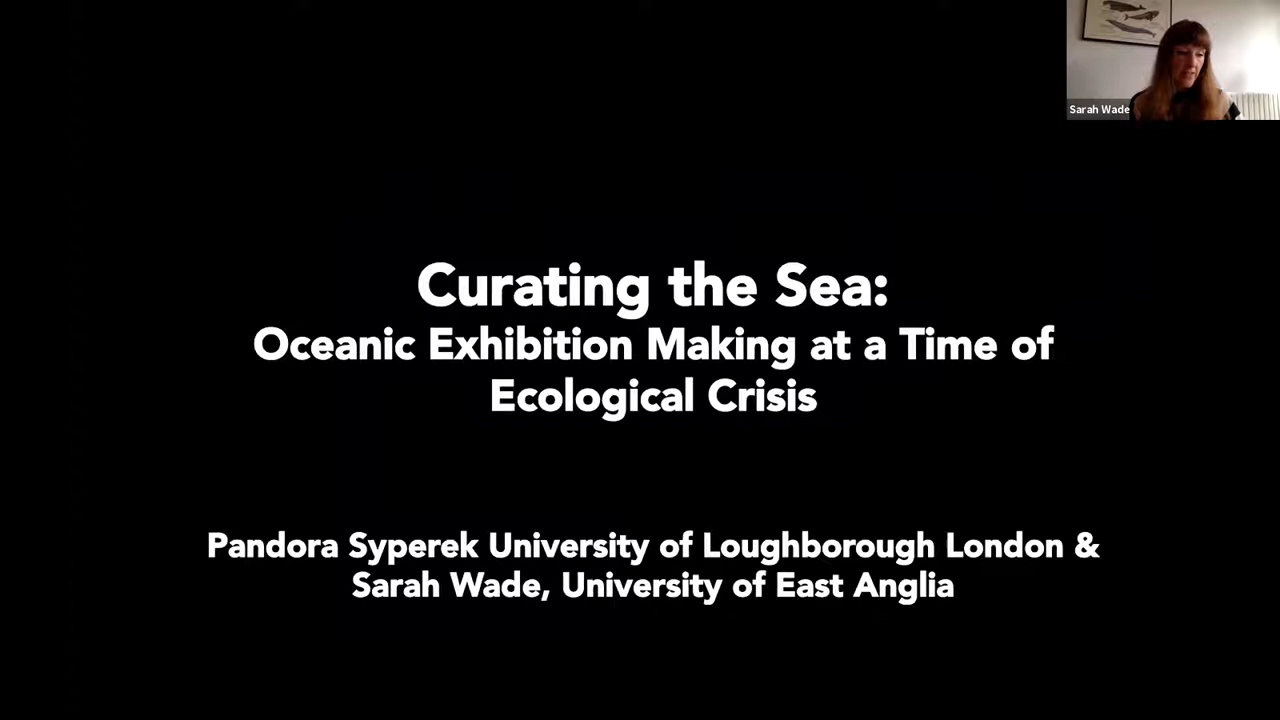 Sarah Wade
Curating the Sea:
Oceanic Exhibition Making at a Time of
Ecological Crisis
Pandora Syperek University of Loughborough London &
Sarah Wade, University of East Anglia